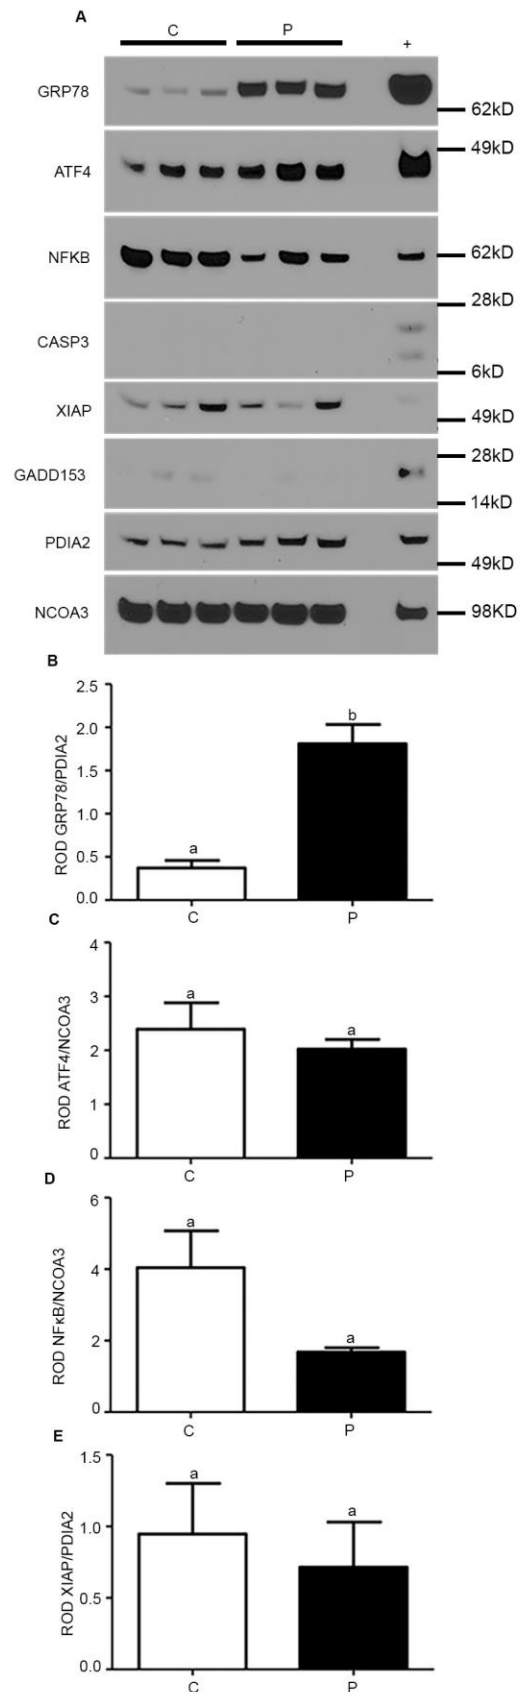 A
C P +
GRP78
62kD
49kD
ATF4
NFKB
62kD
28kD
CASP3
6kD
XIAP
49kD
28kD
GADD153
14kD
PDIA2
49kD
NCOA3
98KD
B
2.5
2.0
1.5
1.0
0.5
0.0
ROD GRP78/PDIA2
a
b
C P
C
4
3
2
1
0
ROD ATF4/NCOA3
a
a
C P
D
6
4
2
0
ROD NFκB/NCOA3
a
a
C P
E
1.5
1.0
0.5
0.0
ROD XIAP/PDIA2
a
a
C P